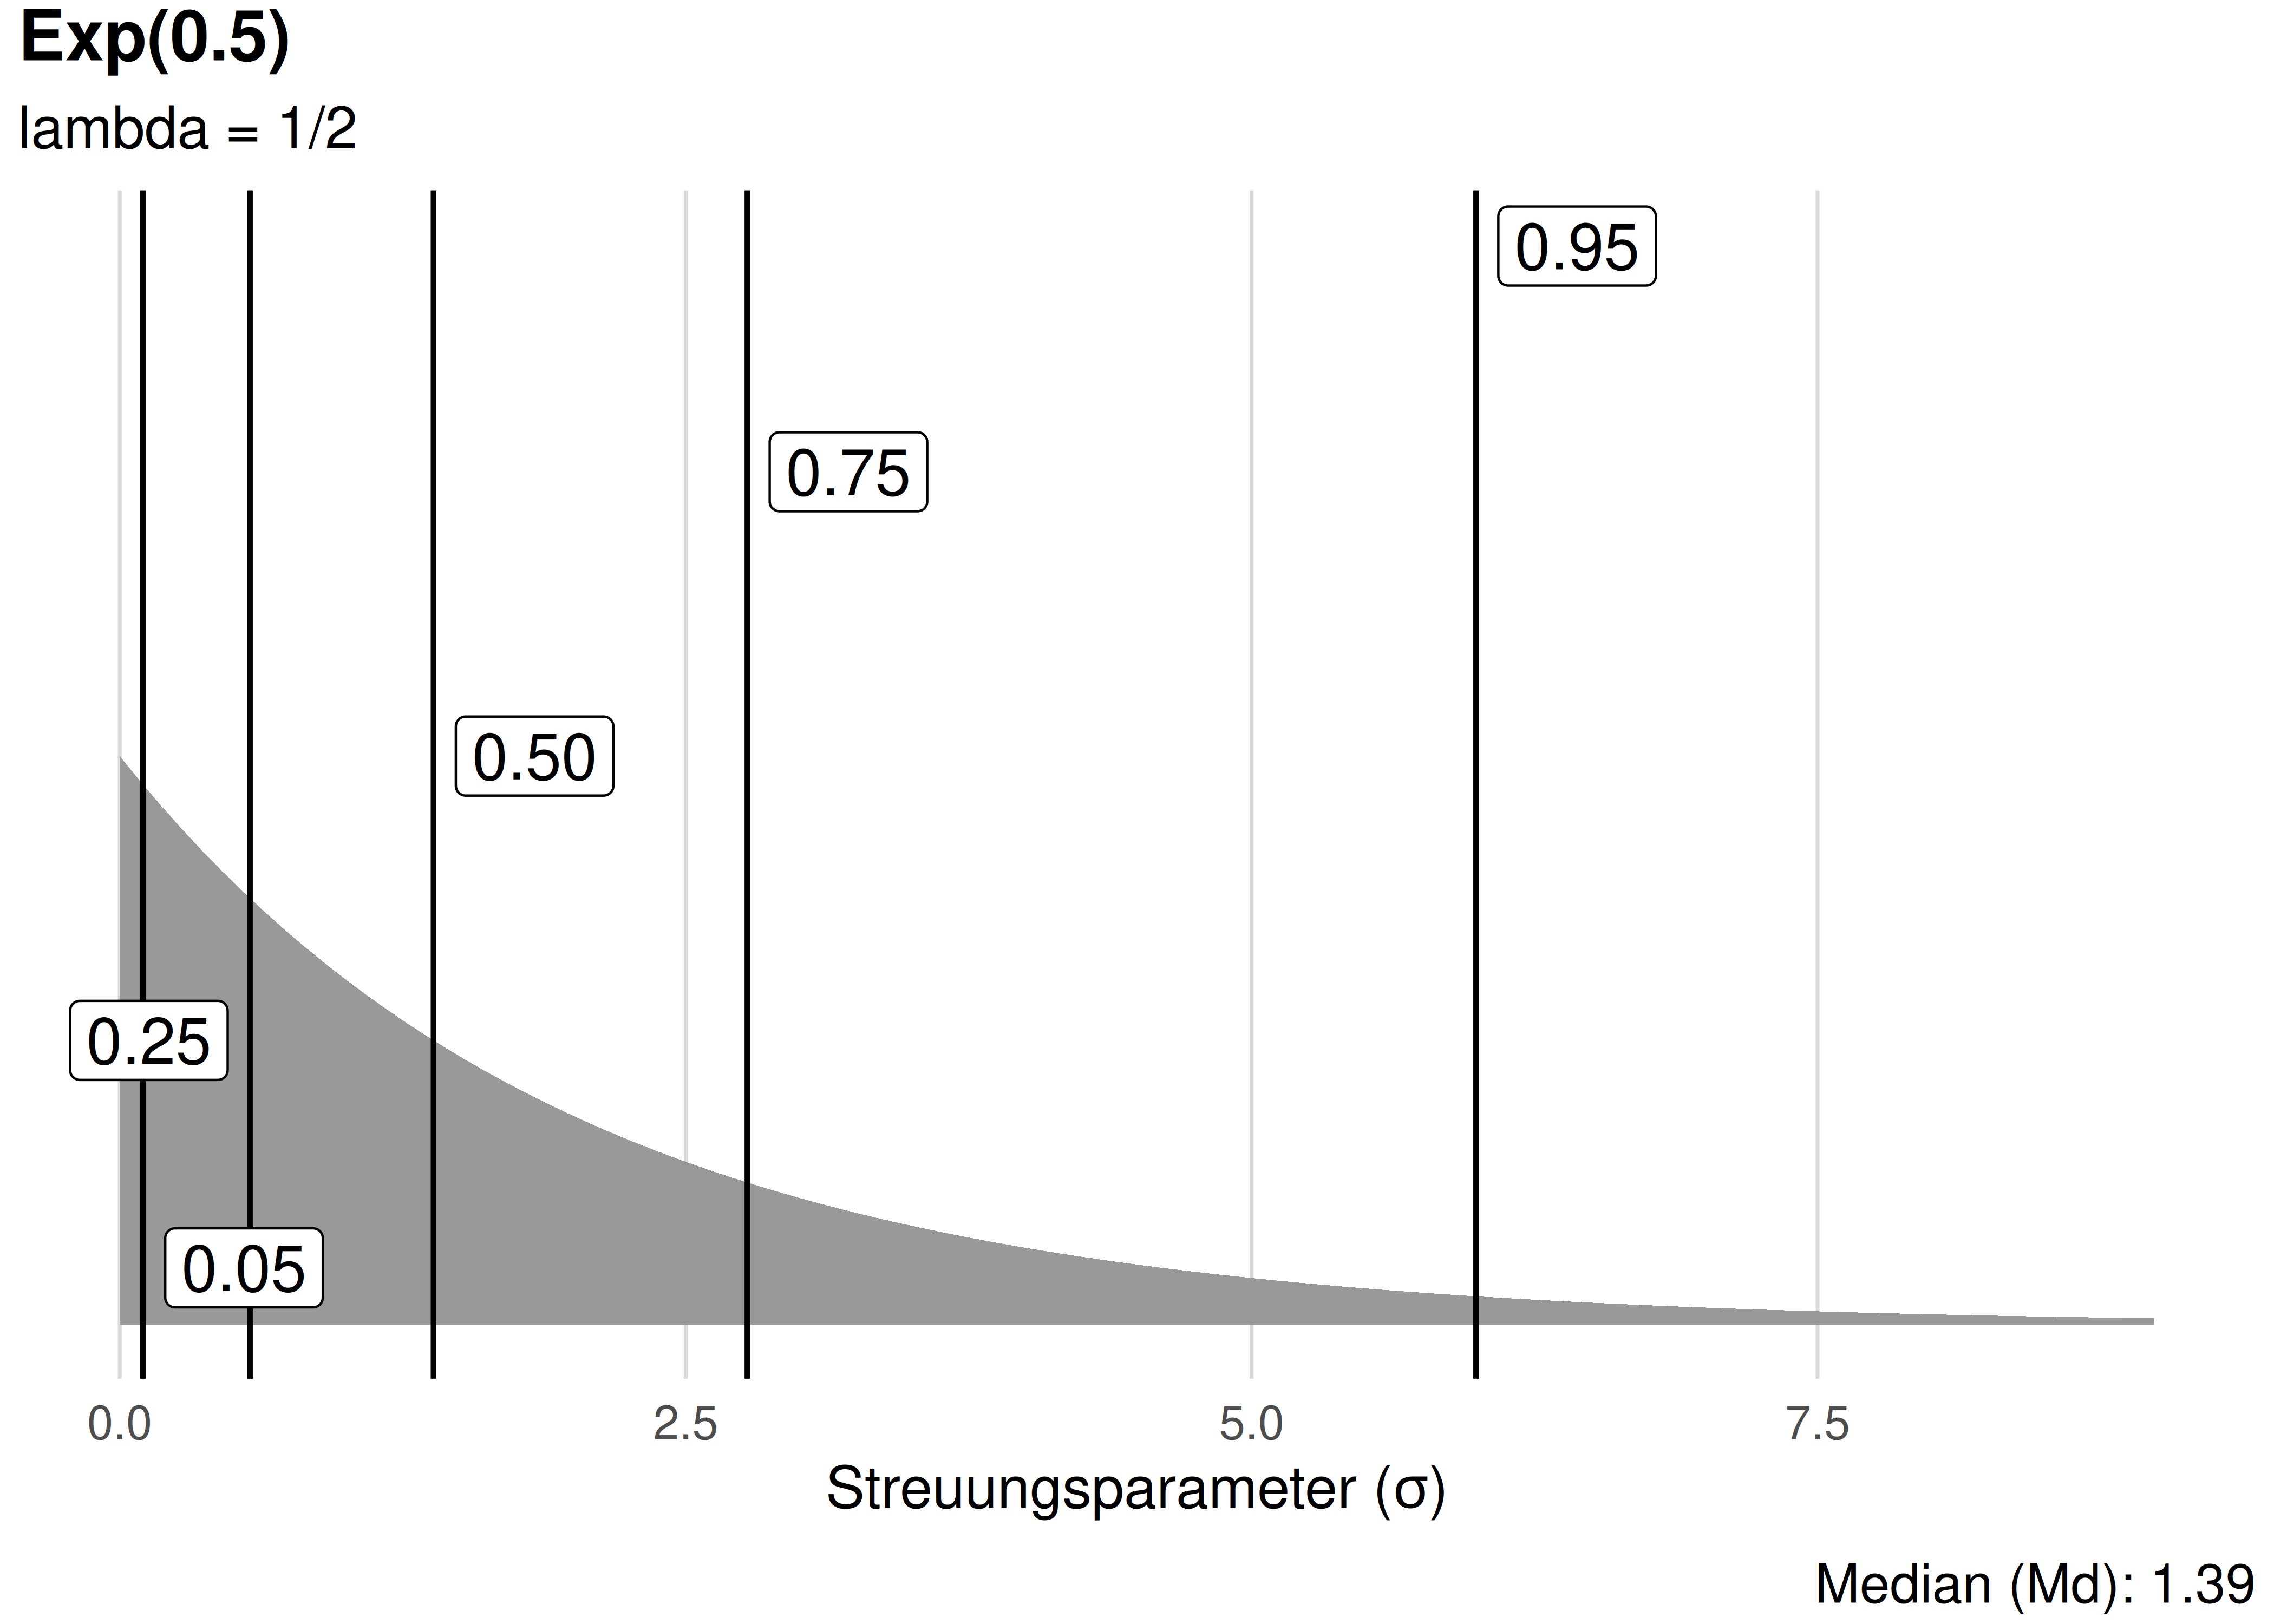 Exp(0.5)
lambda = 1/2
0.95
0.75
0.50
0.25
0.05
0.0 2.5 5.0 7.5
Streuungsparameter (σ)
Median (Md): 1.39